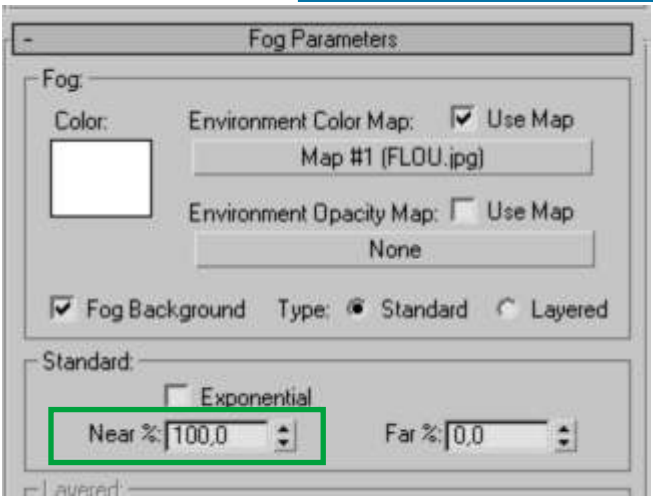 - Fog Parameters
Fog:
Color: Environment Color Map: Use Map
Map #1 (FLOU.jpg)
Environment Opacity Map: Use Map
None
Fog Background Type: Standard Layered
Standard:
Exponential
Near %: 100,0 Far %: 0,0
Layered: